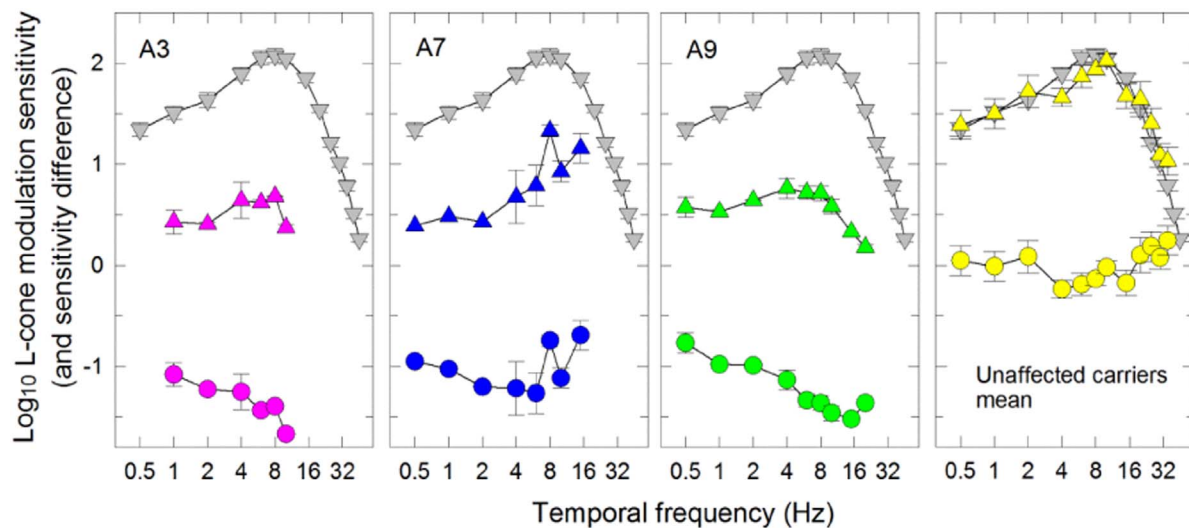 Log₁₀ L-cone modulation sensitivity
(and sensitivity difference)
2
1
0
-1
A3
A7
A9
Unaffected carriers
mean
0.5 1 2 4 8 16 32
0.5 1 2 4 8 16 32
0.5 1 2 4 8 16 32
0.5 1 2 4 8 16 32
Temporal frequency (Hz)